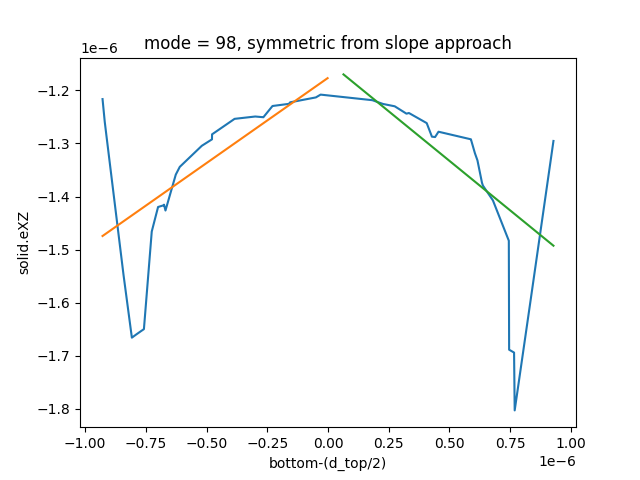 mode = 98, symmetric from slope approach
1e−6
−1.2
−1.3
−1.4
−1.5
−1.6
−1.7
−1.8
solid.eXZ
−1.00 −0.75 −0.50 −0.25 0.00 0.25 0.50 0.75 1.00
bottom-(d_top/2)
1e−6